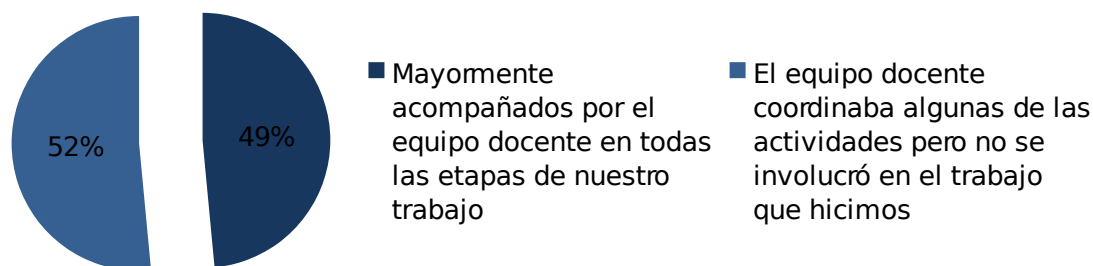 52%
49%
Mayormente
acompañados por el
equipo docente en todas
las etapas de nuestro
trabajo
El equipo docente
coordinaba algunas de las
actividades pero no se
involucró en el trabajo
que hicimos